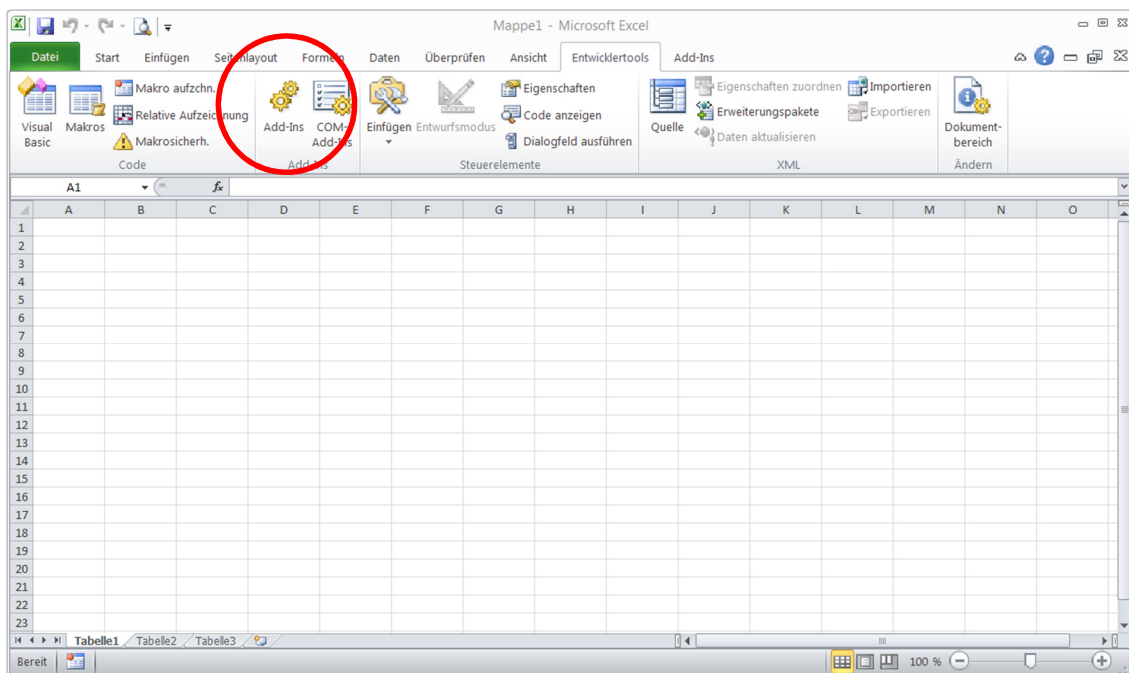 Mappe1 - Microsoft Excel
Datei Start Einfügen Seitenlayout Formeln Daten Überprüfen Ansicht Entwicklertools Add-Ins
Visual Basic
Makros
Makro aufzchn.
Relative Aufzeichnung
Makrosicherh.
Code
Add-Ins
COM-Add-Ins
Add-Ins
Einfügen
Entwurfsmodus
Eigenschaften
Code anzeigen
Dialogfeld ausführen
Steuerelemente
Quelle
Eigenschaften zuordnen
Erweiterungspakete
Daten aktualisieren
Importieren
Exportieren
XML
Dokument-
bereich
Ändern
A1 fx
A B C D E F G H I J K L M N O
1
2
3
4
5
6
7
8
9
10
11
12
13
14
15
16
17
18
19
20
21
22
23
Tabelle1 Tabelle2 Tabelle3
Bereit 100 %